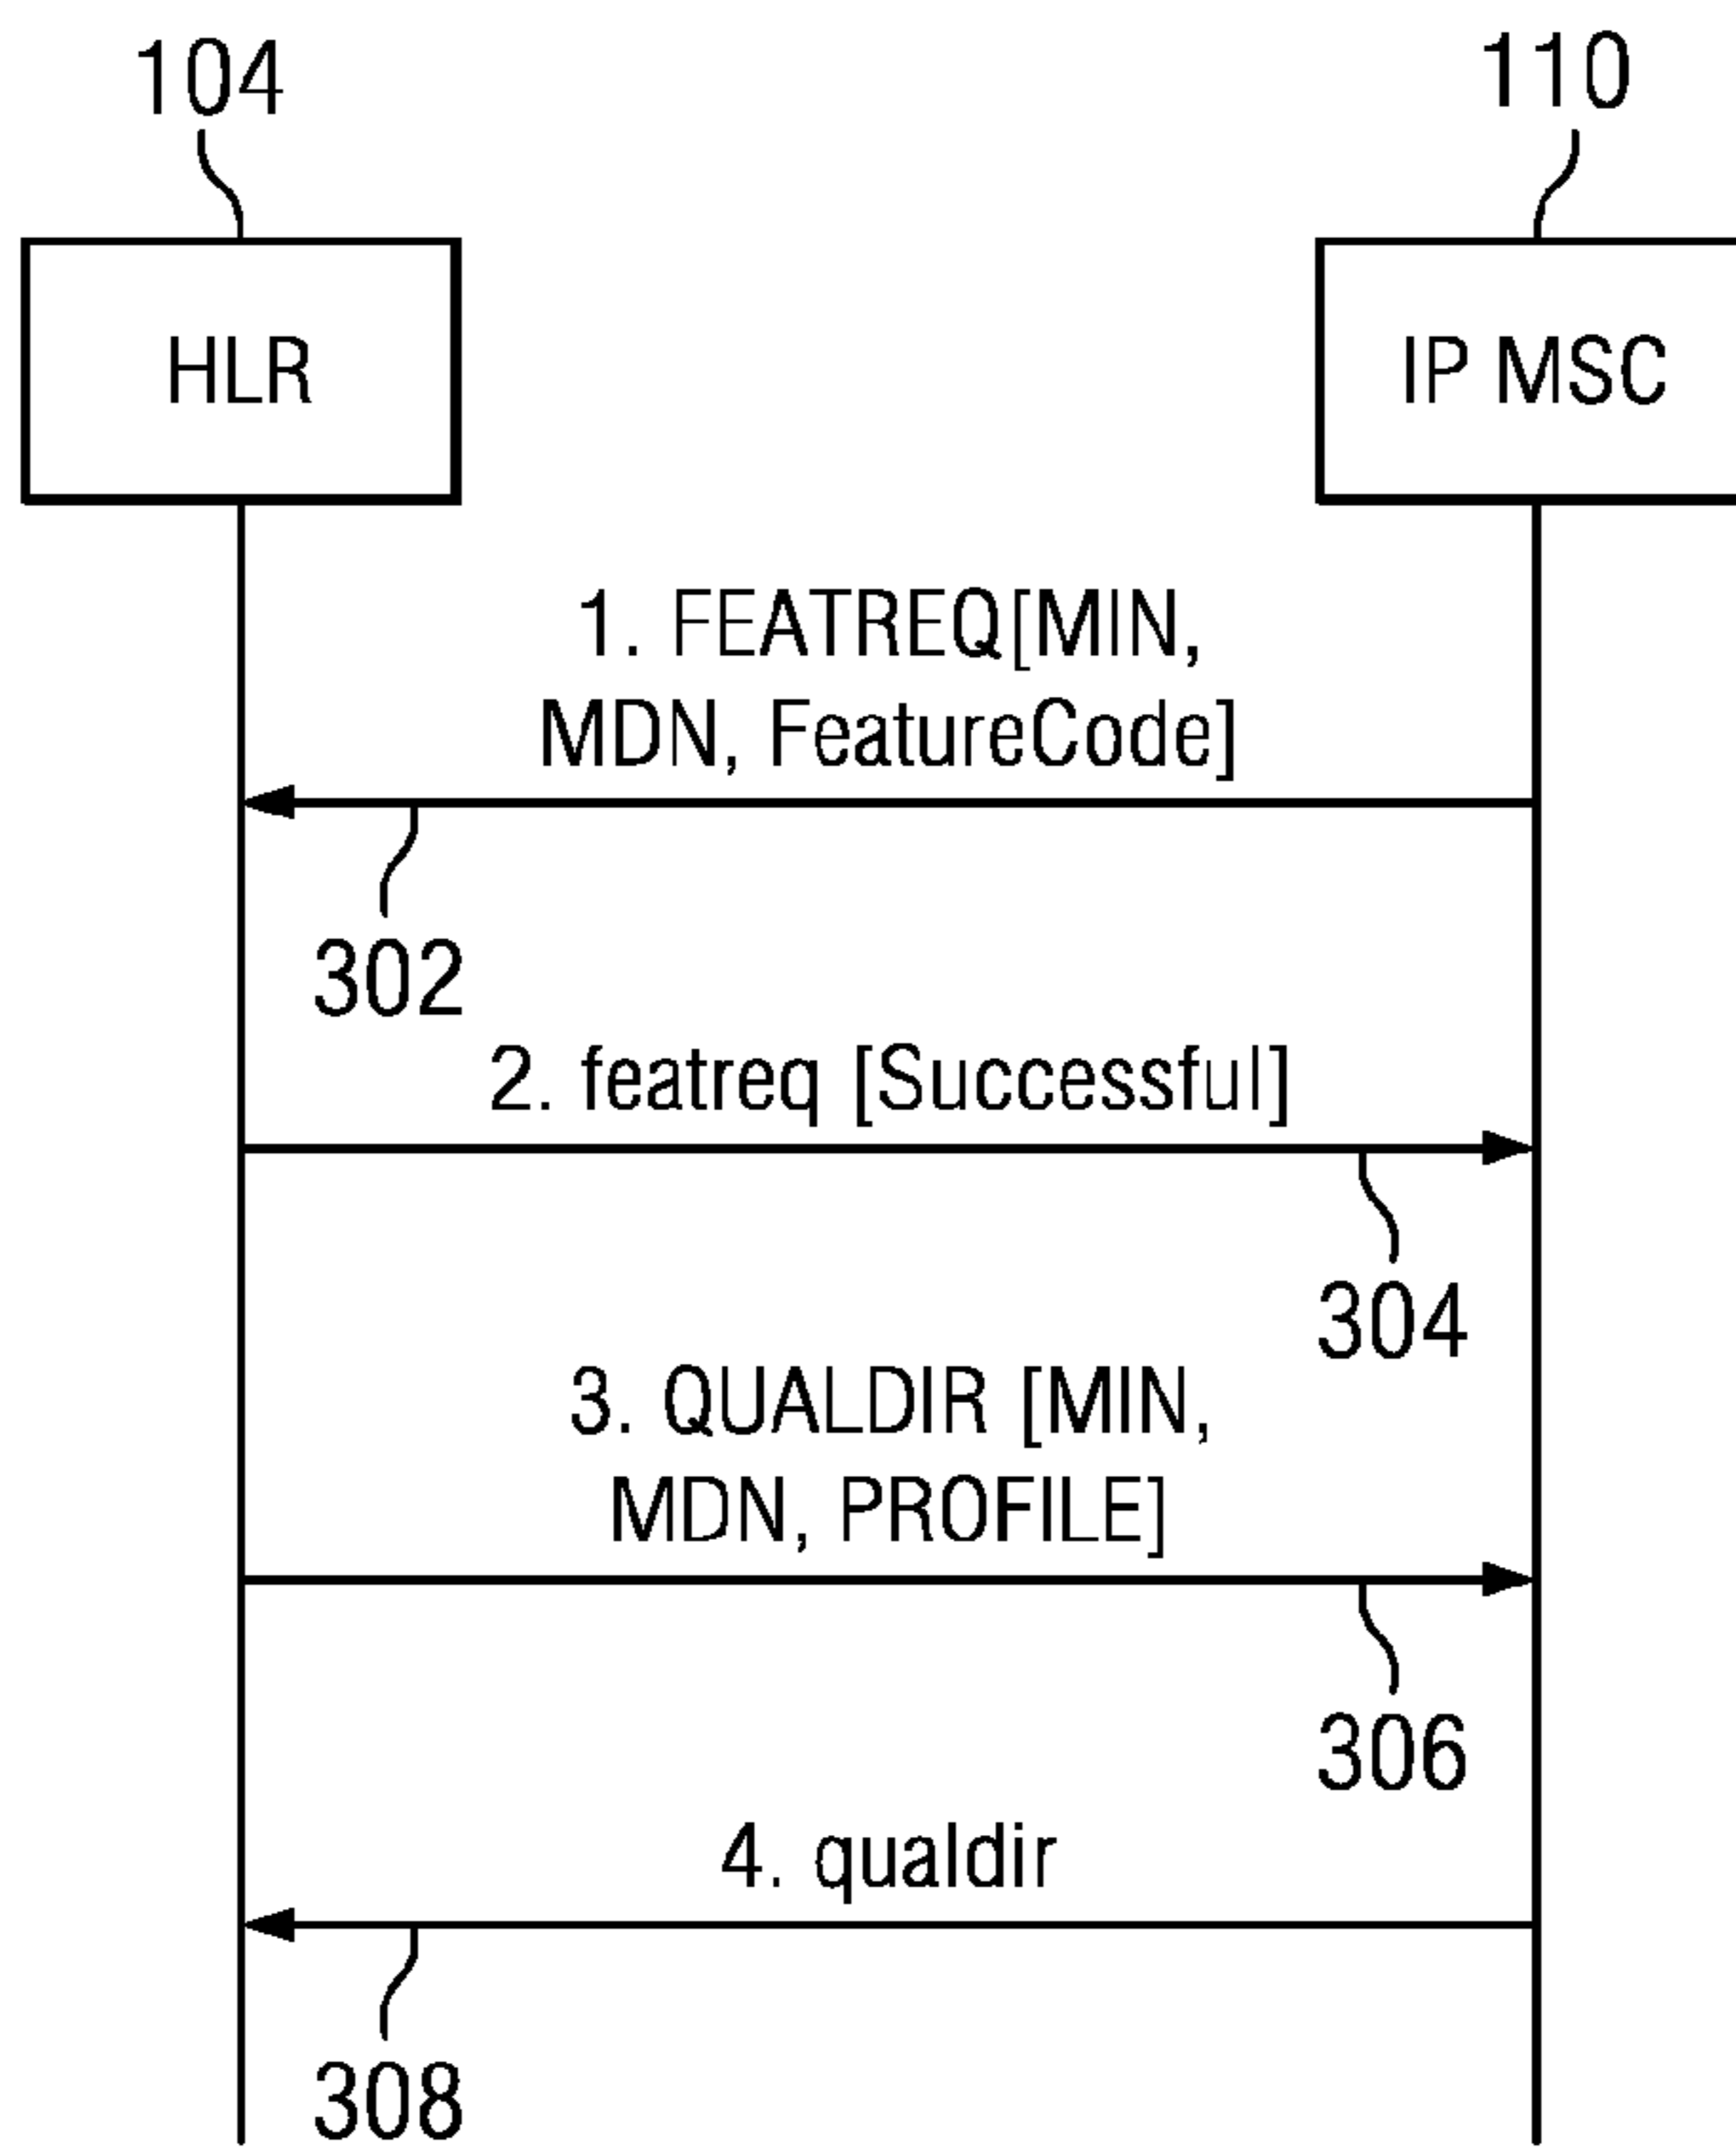 104
110
HLR
IP MSC
1. FEATREQ[MIN,
MDN, FeatureCode]
302
2. featreq [Successful]
304
3. QUALDIR [MIN,
MDN, PROFILE]
306
4. qualdir
308